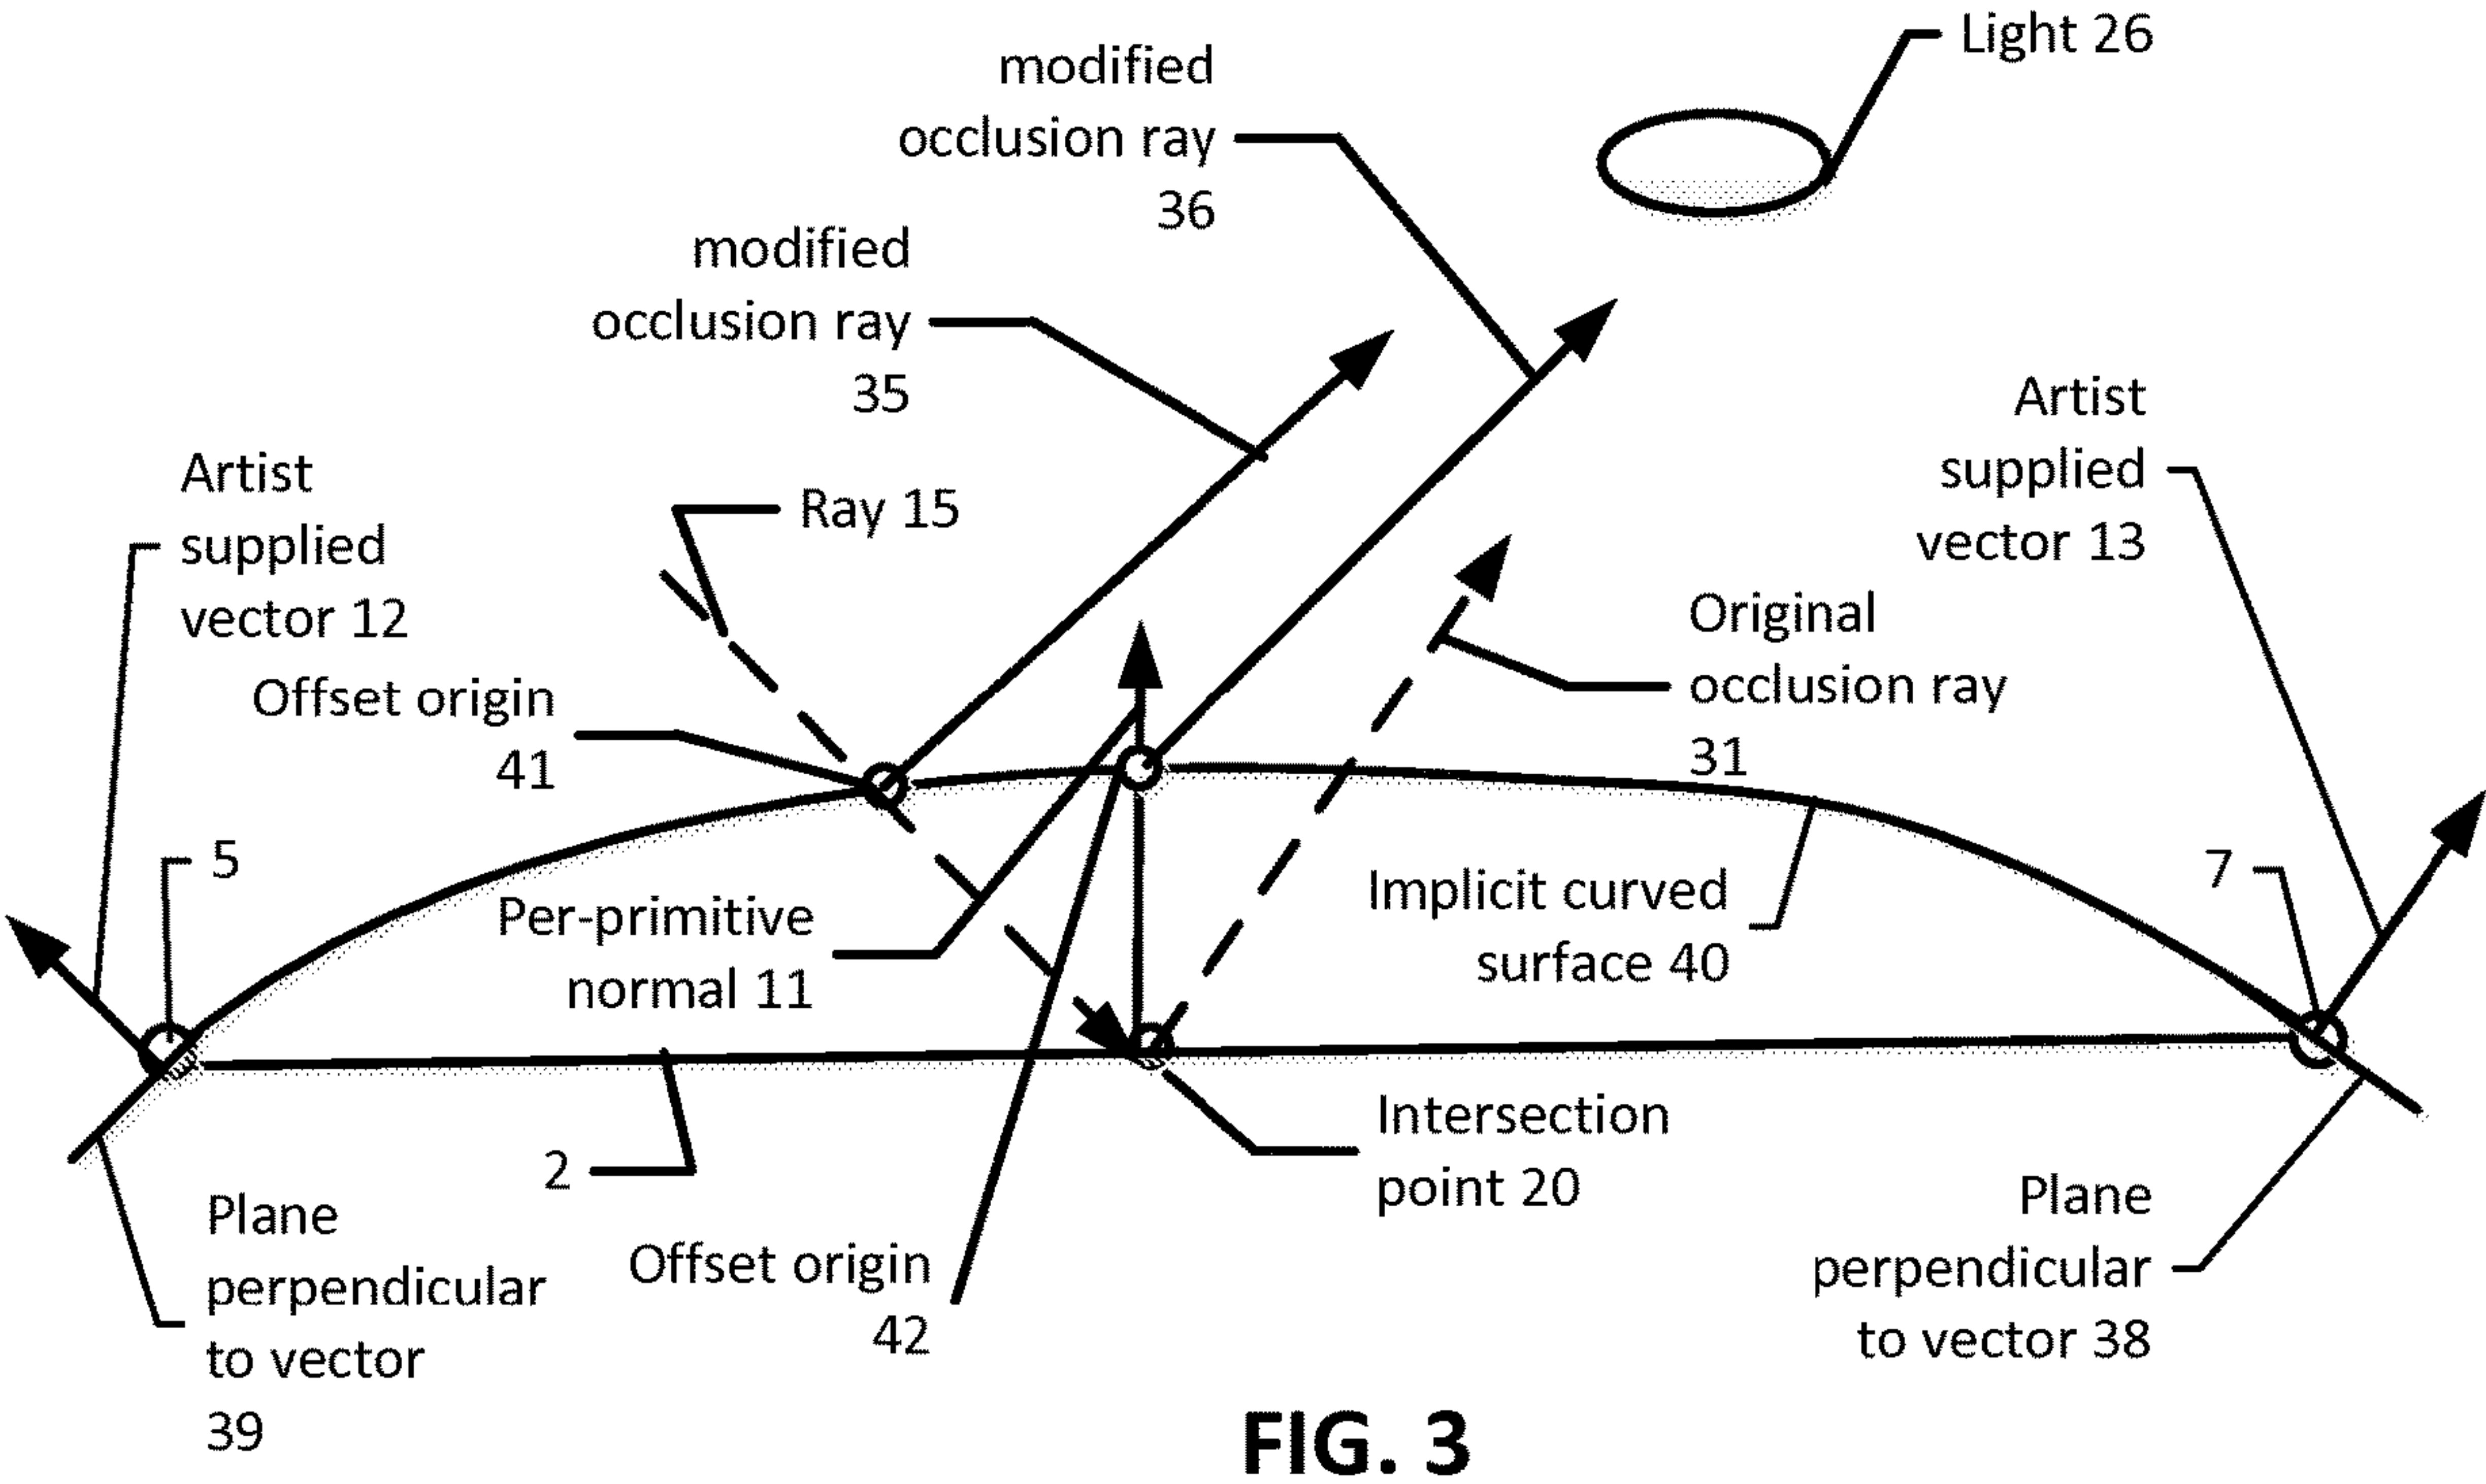 Light 26
modified
occlusion ray
36
modified
occlusion ray
35
Artist
supplied
vector 13
Artist
supplied
vector 12
Ray 15
Original
occlusion ray
31
Offset origin
41
5
7
Implicit curved
surface 40
Per-primitive
normal 11
Intersection
point 20
2
Plane
perpendicular
to vector
39
Offset origin
42
Plane
perpendicular
to vector 38
FIG. 3